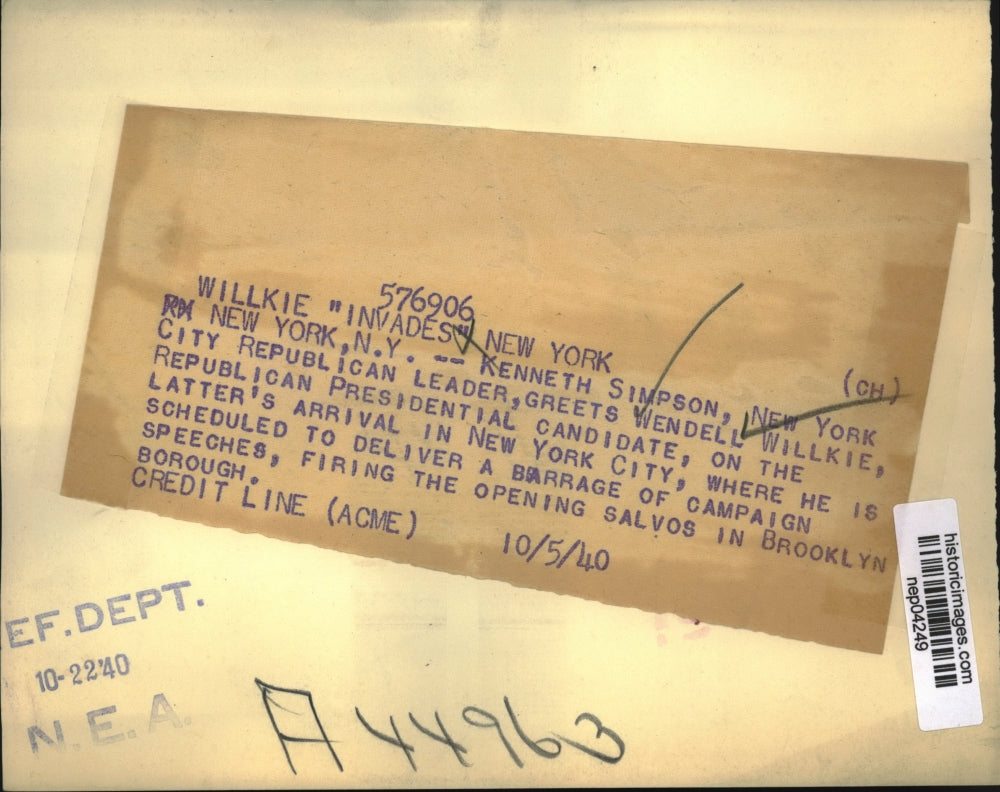 576906
WILLKIE "INVADES" NEW YORK
NEW YORK, N.Y. -- KENNETH SIMPSON, NEW YORK (CH)
CITY REPUBLICAN LEADER, GREETS WENDELL WILLKIE,
REPUBLICAN PRESIDENTIAL CANDIDATE, ON THE
LATTER'S ARRIVAL IN NEW YORK CITY, WHERE HE IS
SCHEDULED TO DELIVER A BARRAGE OF CAMPAIGN
SPEECHES, FIRING THE OPENING SALVOS IN BROOKLYN
BOROUGH.
CREDIT LINE (ACME) 10/5/40
EF. DEPT.
10-22'40
N. E. A.
A44963
historicimages.com
nep04249